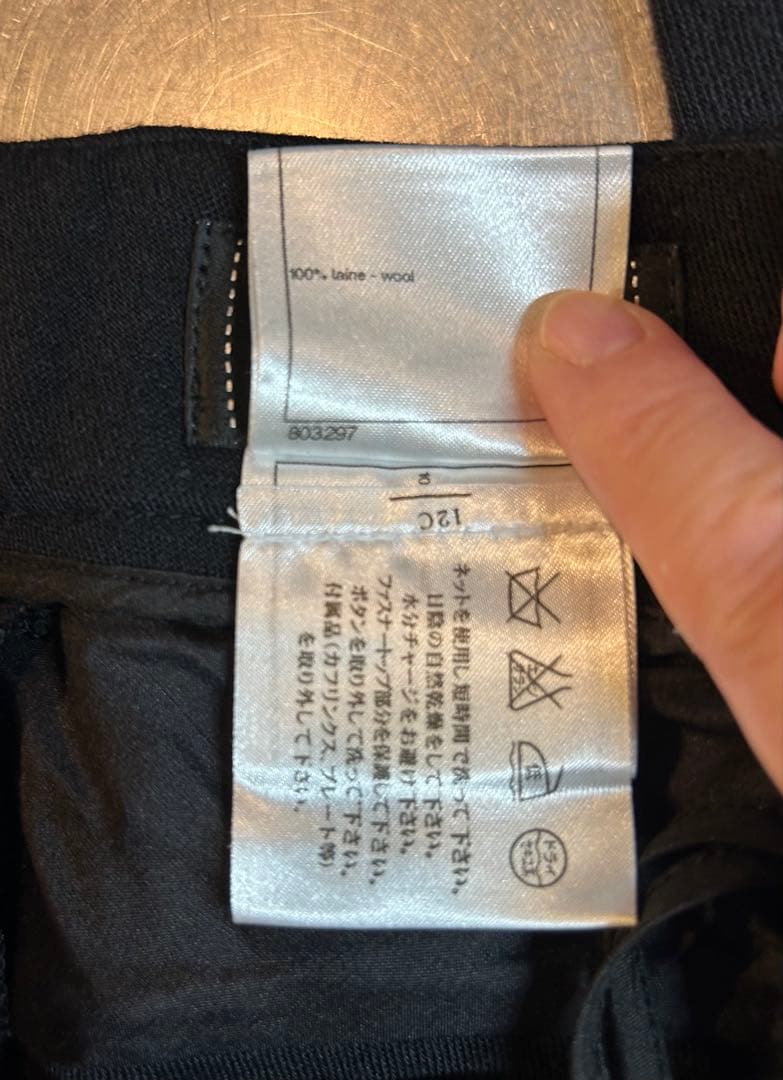 100% laine - wool
803297
10
12C
ネットを使用し短時間で洗って下さい。
日陰の自然乾燥をして下さい。
水分チャージをお避け下さい。
ファスナートップ部分を保護して下さい。
ボタンを取り外して洗って下さい。
付属品(カフリンクス、プレート等)
を取り外して下さい。
低
ドライ